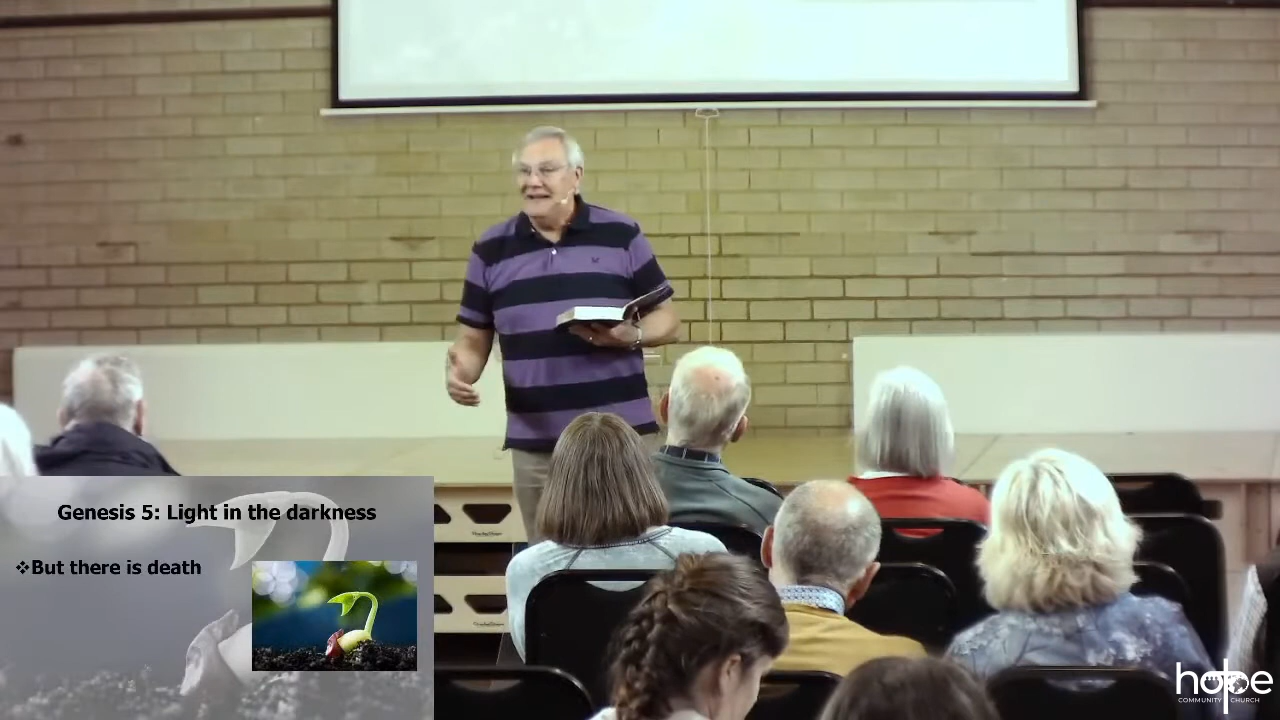 Genesis 5: Light in the darkness
❖But there is death
hope
COMMUNITY CHURCH